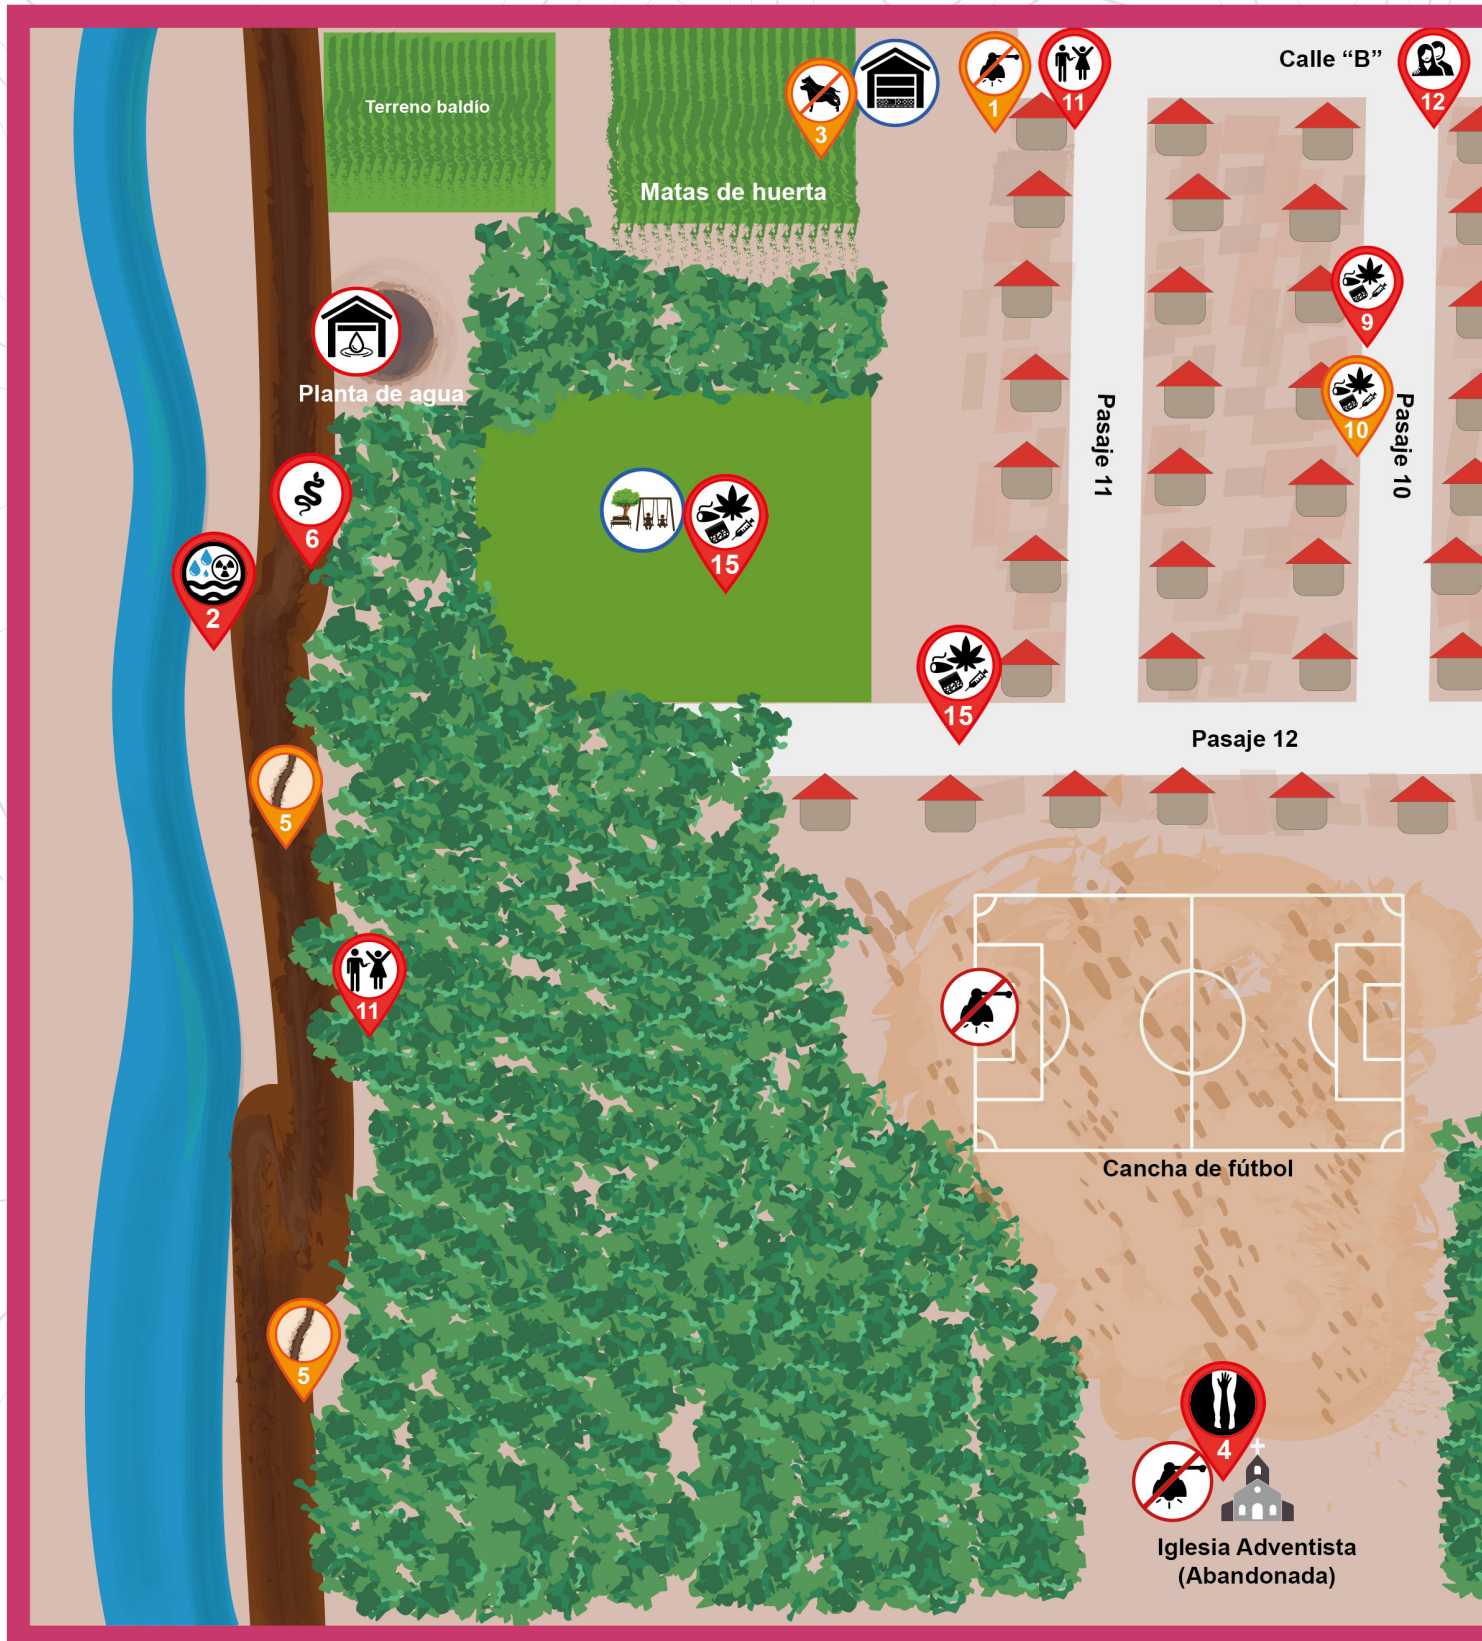 Calle “B”
12
11
1
3
Terreno baldío
Matas de huerta
Planta de agua
9
10
Pasaje 11
Pasaje 10
6
15
2
15
Pasaje 12
5
11
Cancha de fútbol
5
4
Iglesia Adventista
(Abandonada)